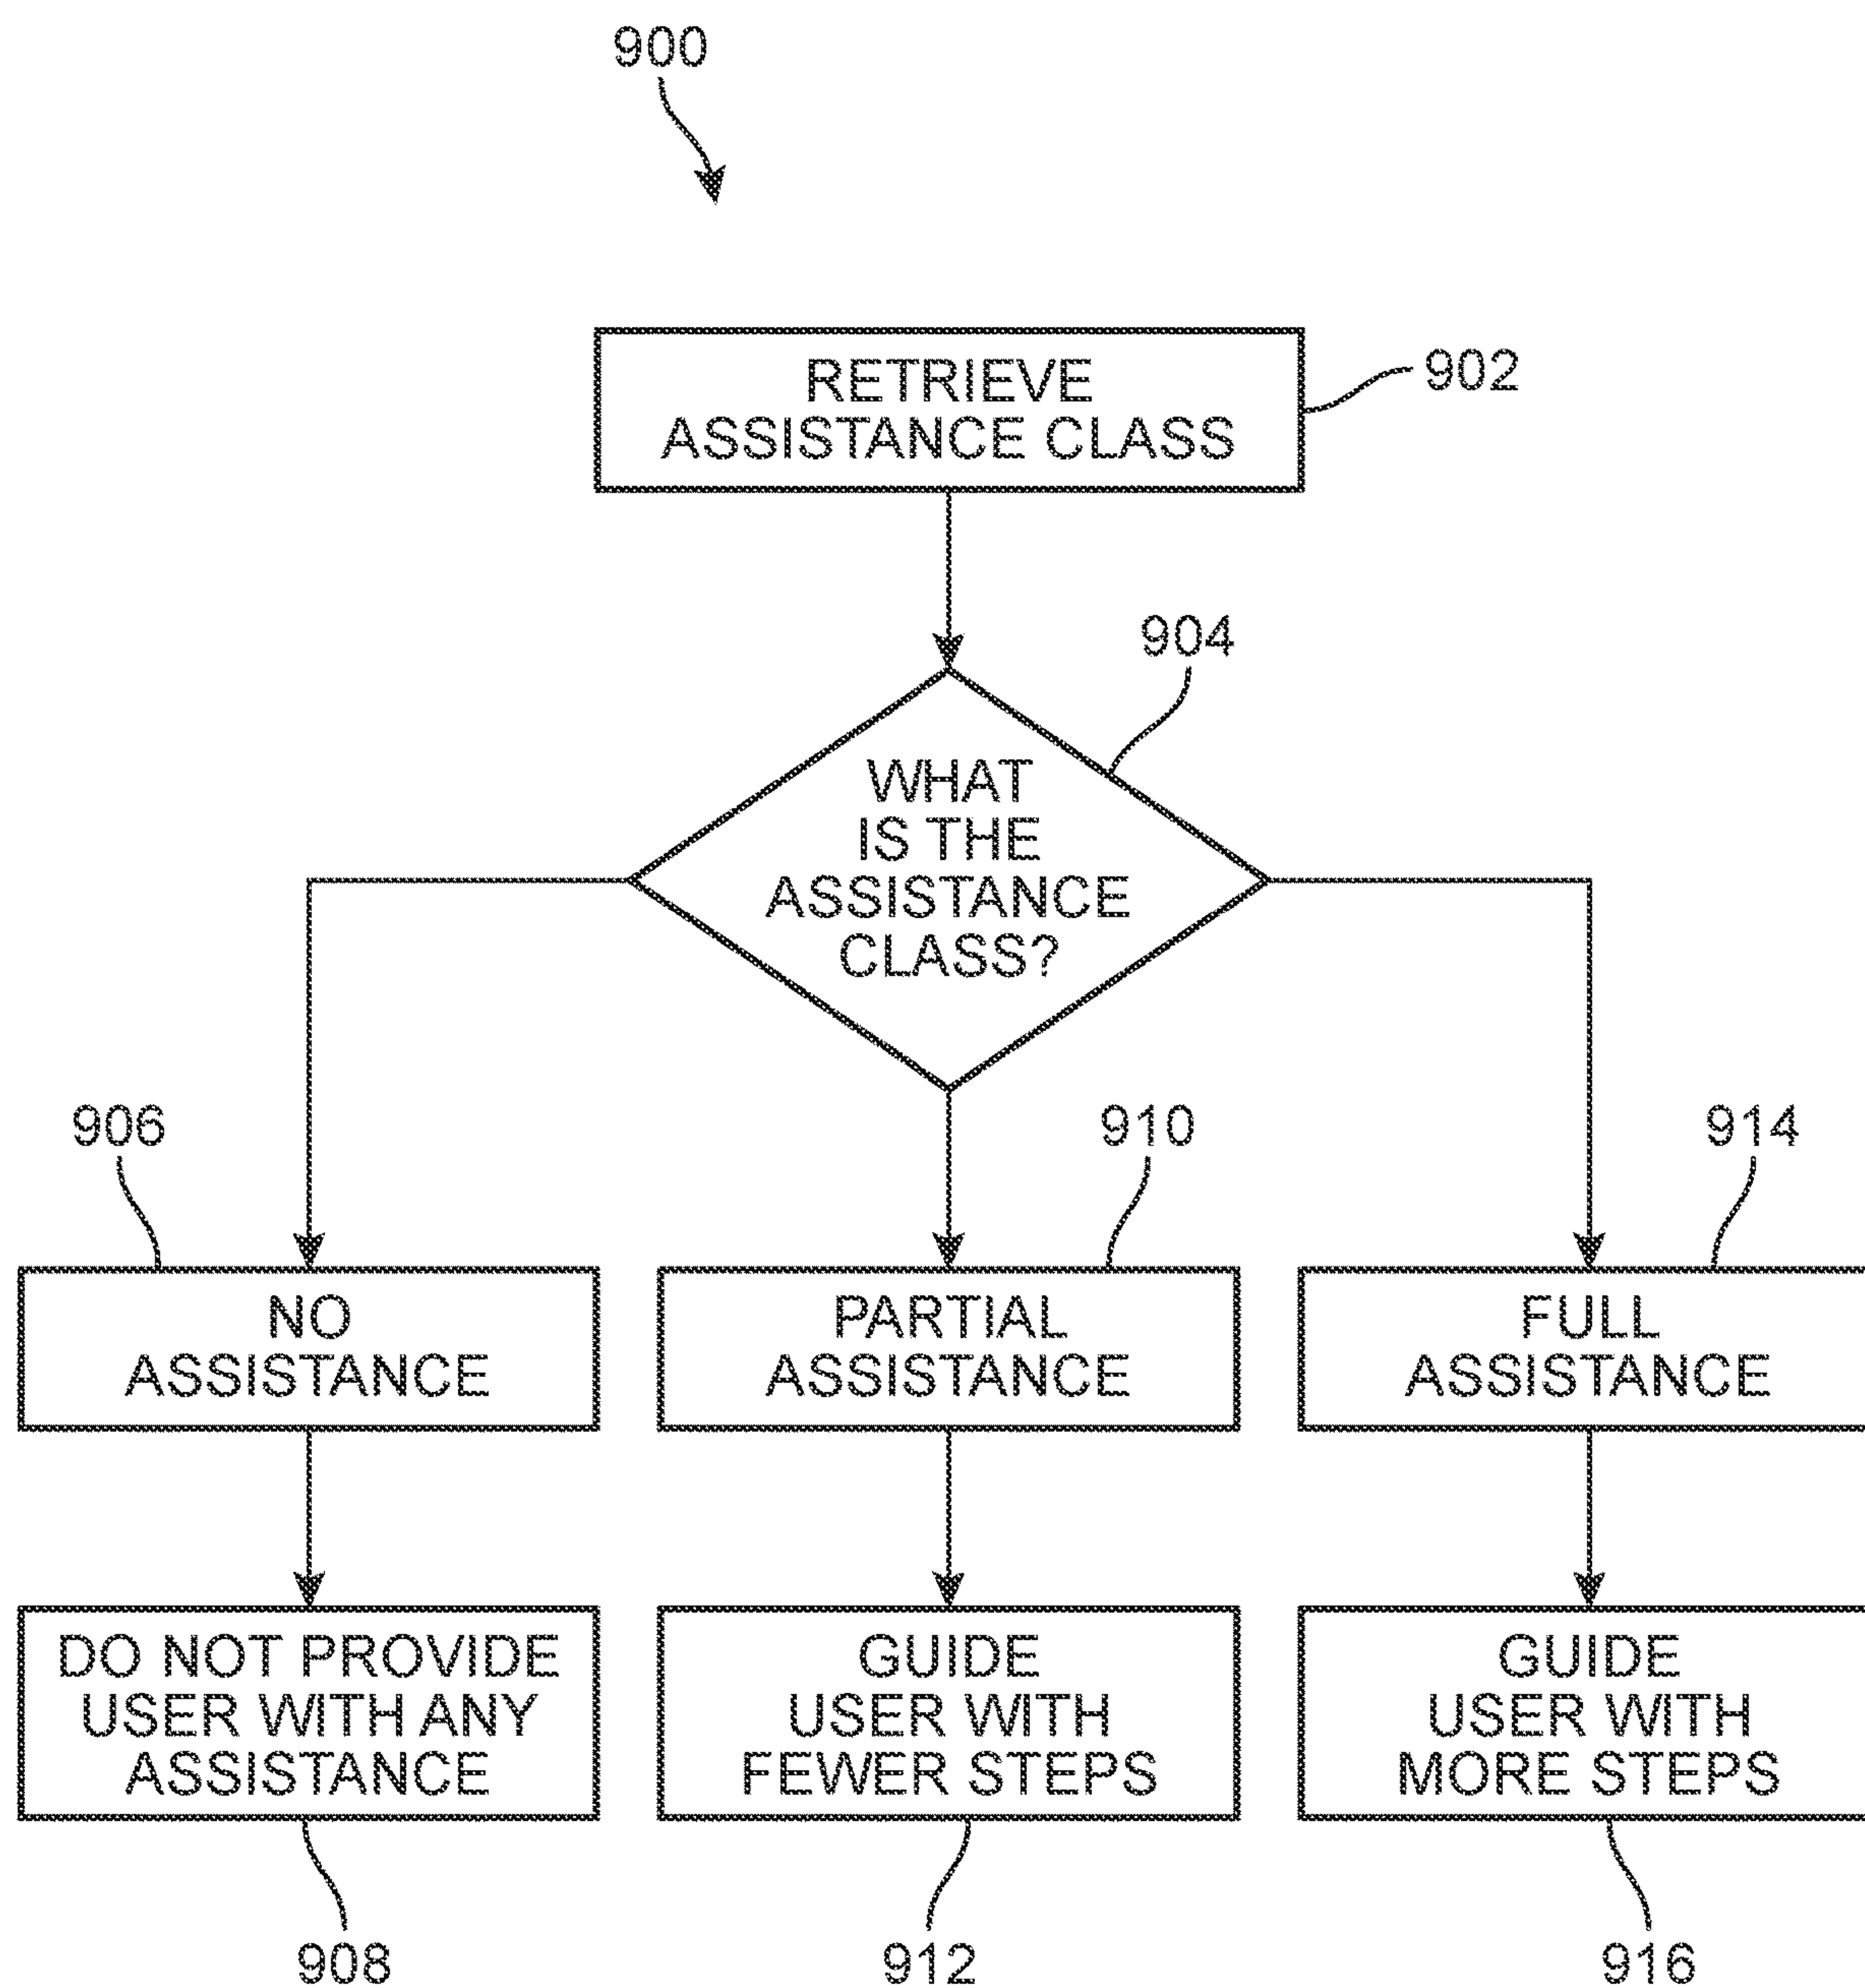 900
RETRIEVE
ASSISTANCE CLASS
902
904
WHAT
IS THE
ASSISTANCE
CLASS?
906
910
914
NO
ASSISTANCE
PARTIAL
ASSISTANCE
FULL
ASSISTANCE
DO NOT PROVIDE
USER WITH ANY
ASSISTANCE
GUIDE
USER WITH
FEWER STEPS
GUIDE
USER WITH
MORE STEPS
908
912
916